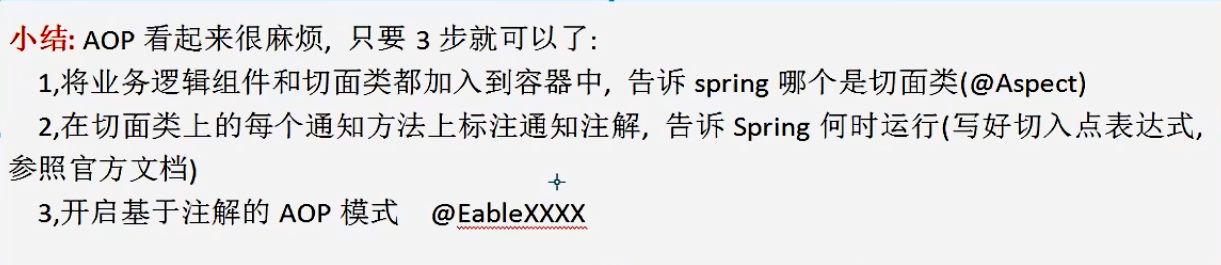 小结: AOP 看起来很麻烦, 只要 3 步就可以了:
1,将业务逻辑组件和切面类都加入到容器中, 告诉 spring 哪个是切面类(@Aspect)
2,在切面类上的每个通知方法上标注通知注解, 告诉 Spring 何时运行(写好切入点表达式,
参照官方文档)
3,开启基于注解的 AOP 模式 @EableXXXX